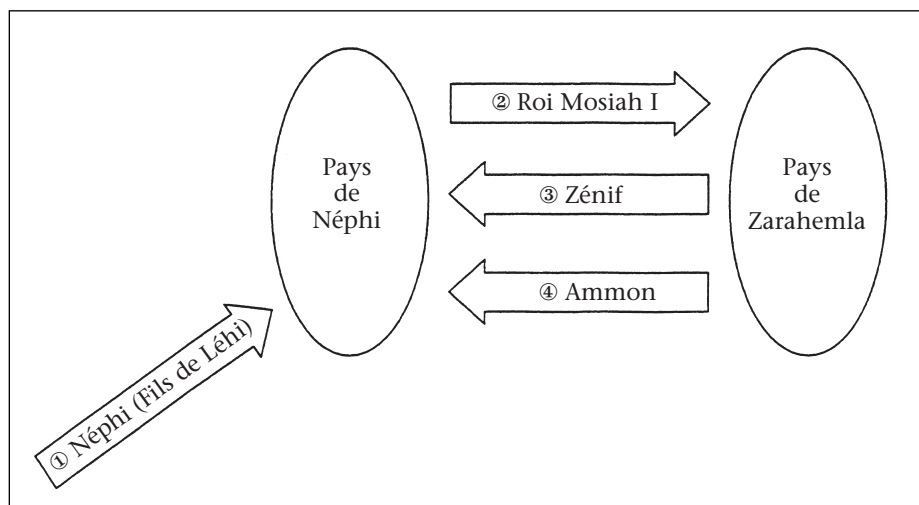 Pays
de
Néphi
② Roi Mosiah I
③ Zénif
④ Ammon
Pays
de
Zarahemla
① Néphi (Fils de Léhi)